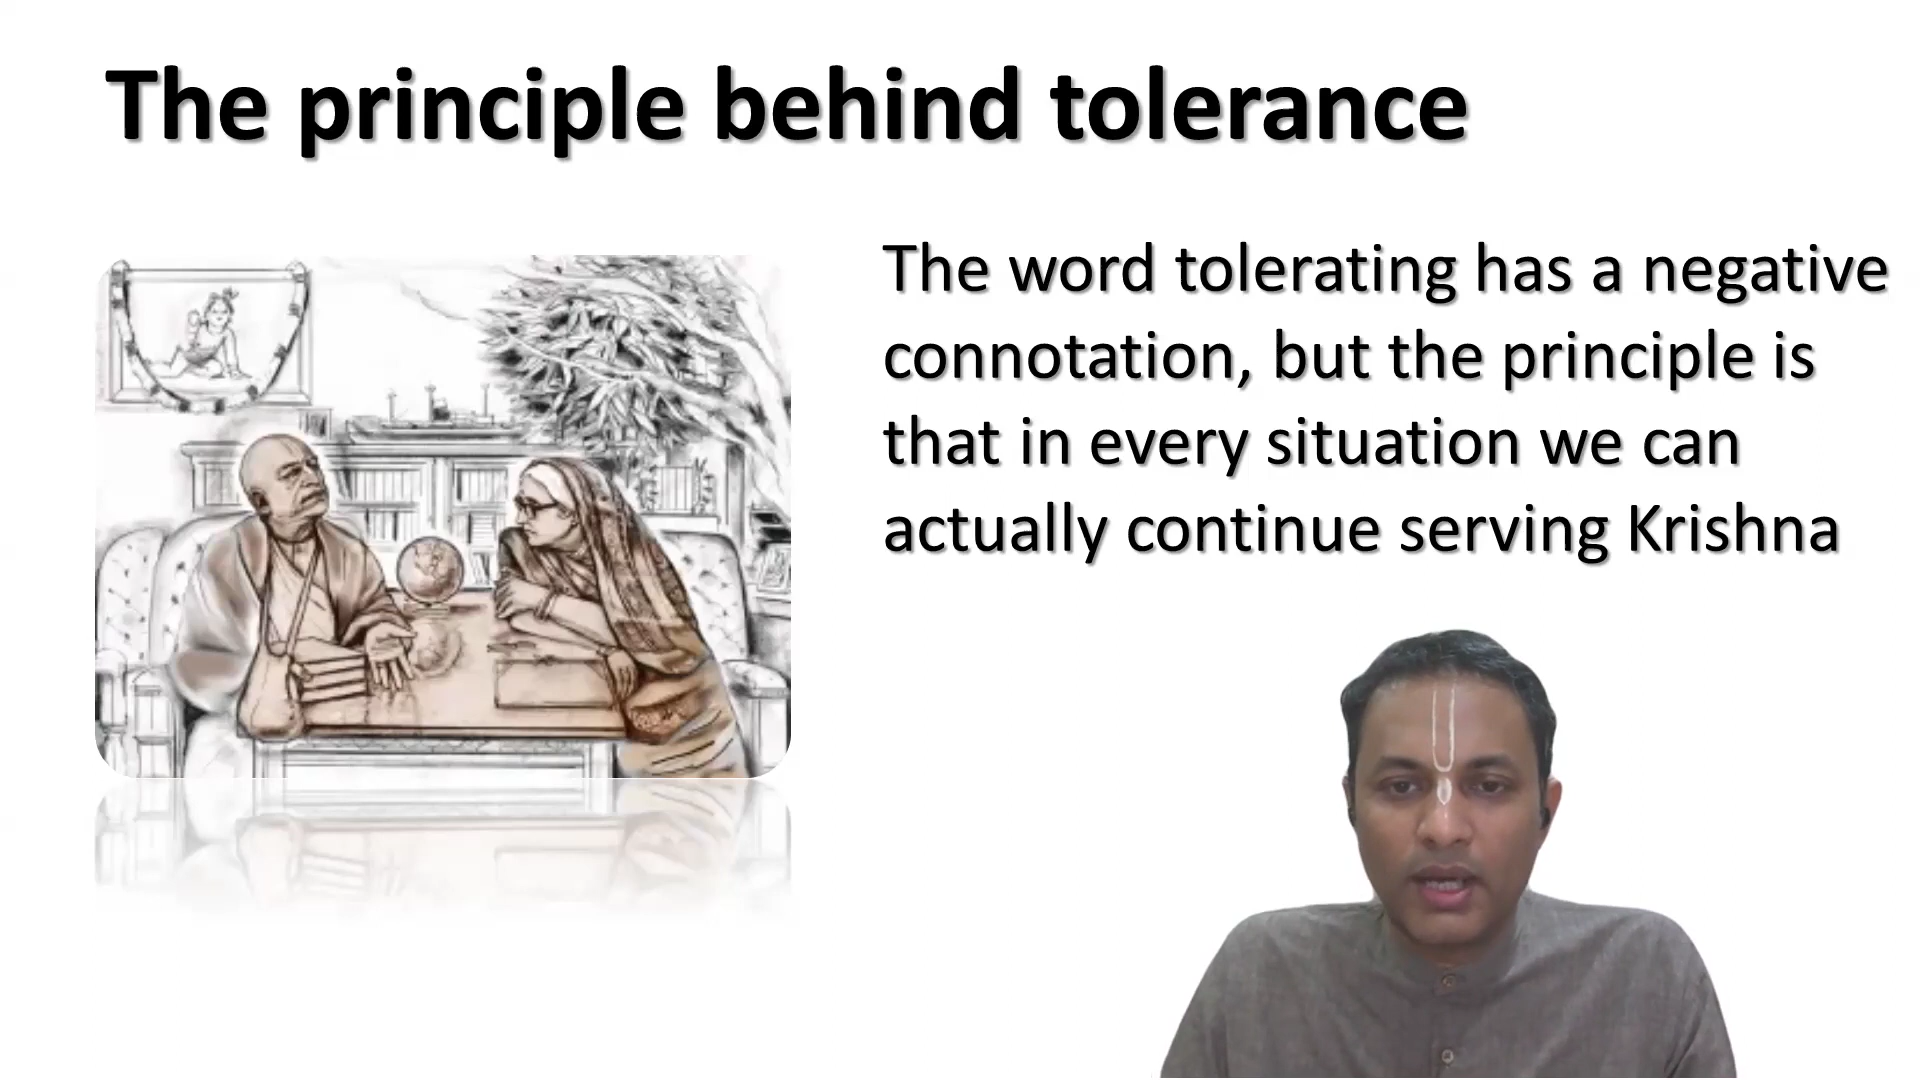 The principle behind tolerance
The word tolerating has a negative
connotation, but the principle is
that in every situation we can
actually continue serving Krishna